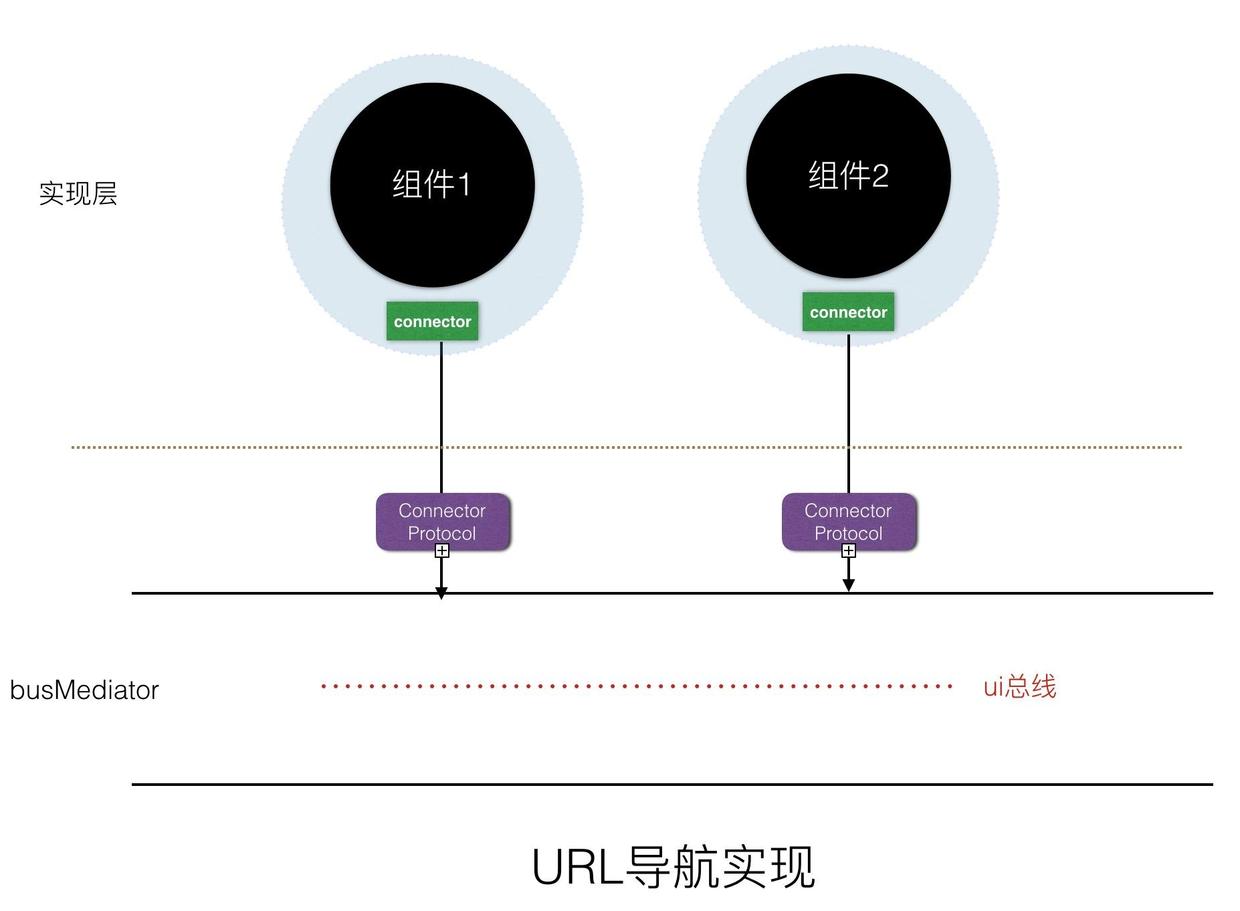 实现层
组件1
组件2
connector
connector
Connector
Protocol
Connector
Protocol
busMediator
ui总线
URL导航实现